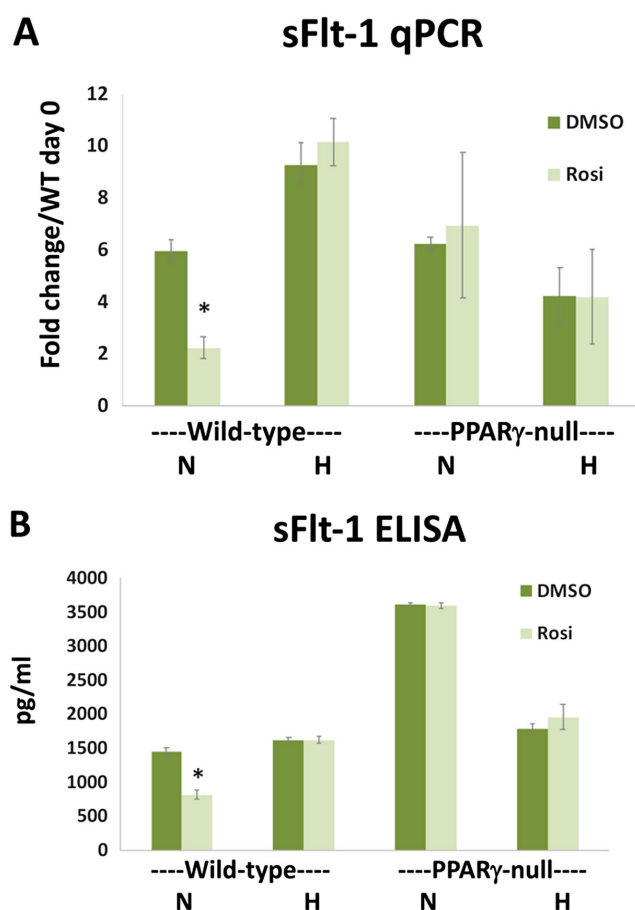 A
sFlt-1 qPCR
Fold change/WT day 0
12
10
8
6
4
2
0
DMSO
Rosi
*
----Wild-type---- ----PPARγ-null----
N H N H
B
sFlt-1 ELISA
pg/ml
4000
3500
3000
2500
2000
1500
1000
500
0
DMSO
Rosi
*
----Wild-type---- ----PPARγ-null----
N H N H